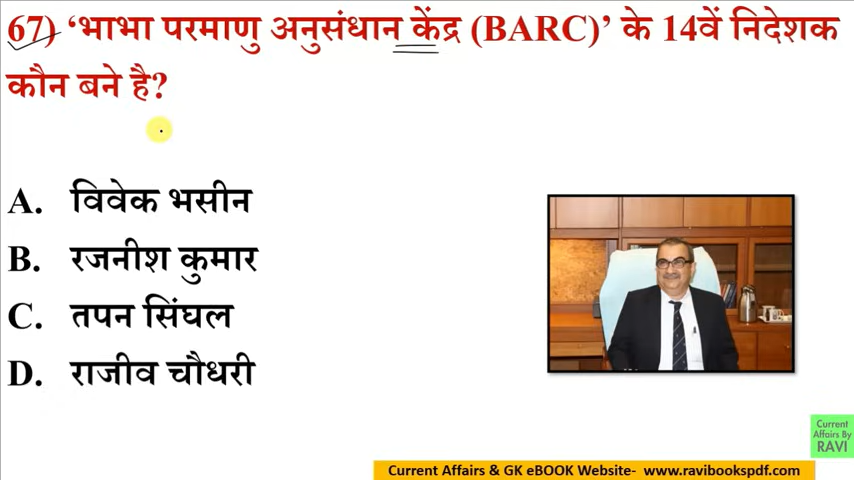 67) ‘भाभा परमाणु अनुसंधान केंद्र (BARC)’ के 14वें निदेशक
कौन बने है?
A. विवेक भसीन
B. रजनीश कुमार
C. तपन सिंघल
D. राजीव चौधरी
Current
Affairs By
RAVI
Current Affairs & GK eBOOK Website- www.ravibookspdf.com